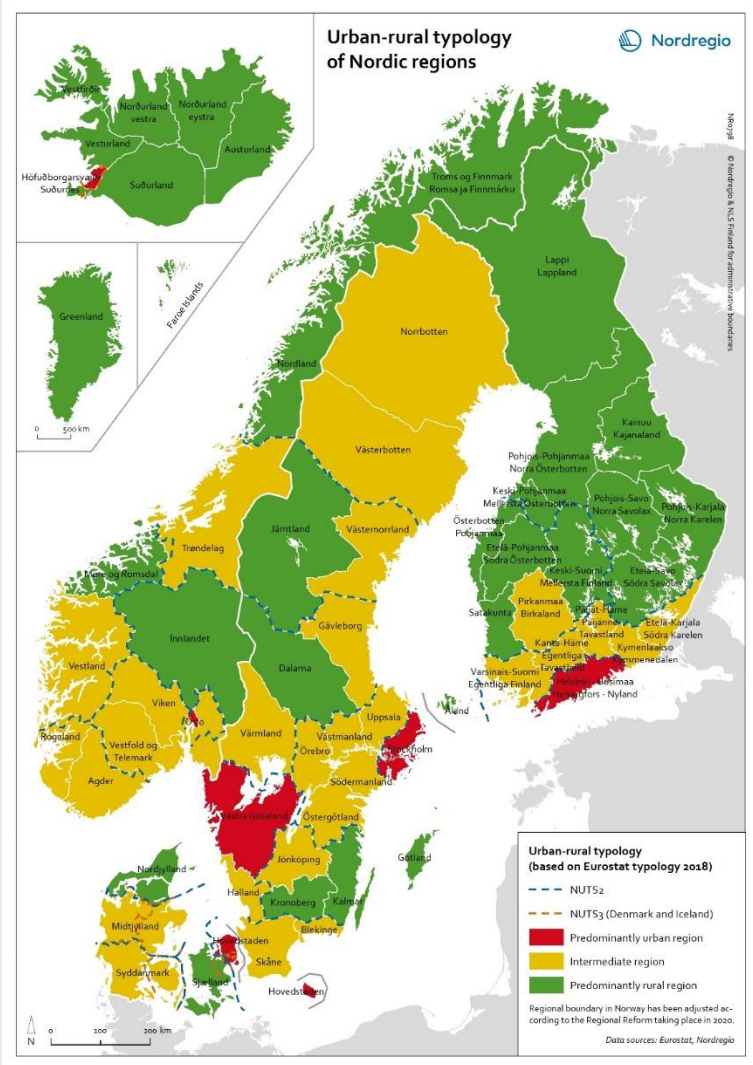 Urban-rural typology
of Nordic regions
Nordregio
Vestfirðir
Norðurland
vestra
Norðurland
eystra
Vesturland
Austurland
Suðurnes
Suðurland
Greenland
0 500 km
Faroe Islands
NR0798 © Nordregio & NLS Finland for administrative boundaries
Troms og Finnmark
Romsa ja Finnmárku
Lappi
Lappland
Norrbotten
Nordland
Kainuu
Kajanaland
Västerbotten
Pohjois-Pohjanmaa
Norra Österbotten
Keski-Pohjanmaa
Mellersta Österbotten
Pohjois-Savo
Norra Savolax
Pohjois-Karjala
Norra Karelen
Jämtland
Västernorrland
Österbotten
Pohjanmaa
Trøndelag
Etelä-Pohjanmaa
Södra Österbotten
Keski-Suomi
Mellersta Finland
Etelä-Savo
Södra Savolax
Møre og Romsdal
Pirkanmaa
Birkaland
Päijät-Häme
Päijänne
Tavastland
Satakunta
Innlandet
Gävleborg
Etelä-Karjala
Södra Karelen
Kanta-Häme
Egentliga
Tavastland
Kymenlaakso
Kymmenedalen
Vestland
Dalarna
Varsinais-Suomi
Egentliga Finland
Helsinki - Uusimaa
Helsingfors - Nyland
Viken
Oslo
Uppsala
Åland
Rogaland
Vestfold og
Telemark
Värmland
Västmanland
Örebro
Stockholm
Agder
Södermanland
Västra Götaland
Östergötland
Nordjylland
Jönköping
Gotland
Halland
Kronoberg
Kalmar
Midtjylland
Blekinge
Hovedstaden
Skåne
Syddanmark
Sjælland
Hovedstaden
Urban-rural typology
(based on Eurostat typology 2018)
NUTS2
NUTS3 (Denmark and Iceland)
Predominantly urban region
Intermediate region
Predominantly rural region
Regional boundary in Norway has been adjusted ac-
cording to the Regional Reform taking place in 2020.
Data sources: Eurostat, Nordregio
N
0 100 200 km